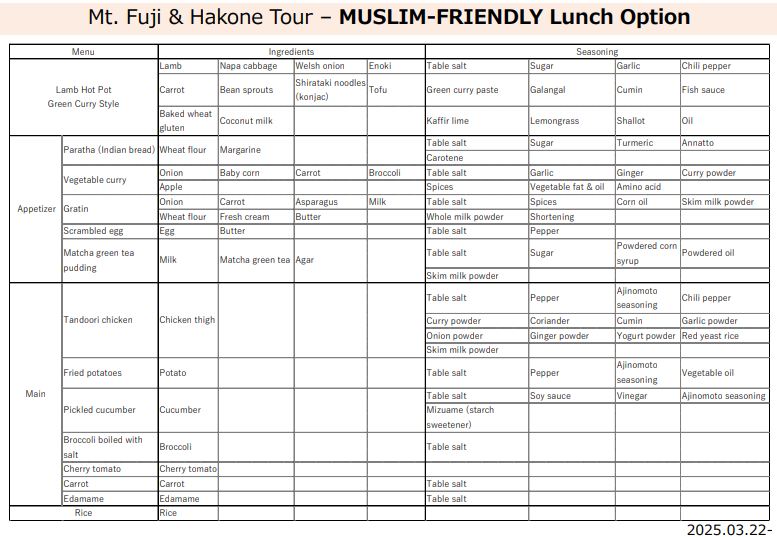 Mt. Fuji & Hakone Tour – MUSLIM-FRIENDLY Lunch Option
Menu Ingredients Seasoning
Lamb Hot Pot
Green Curry Style
Lamb Napa cabbage Welsh onion Enoki Table salt Sugar Garlic Chili pepper
Carrot Bean sprouts Shirataki noodles (konjac) Tofu Green curry paste Galangal Cumin Fish sauce
Baked wheat gluten Coconut milk Kaffir lime Lemongrass Shallot Oil
Appetizer
Paratha (Indian bread) Wheat flour Margarine Table salt Sugar Turmeric Annatto
Carotene
Vegetable curry Onion Baby corn Carrot Broccoli Table salt Garlic Ginger Curry powder
Apple Spices Vegetable fat & oil Amino acid
Gratin Onion Carrot Asparagus Milk Table salt Spices Corn oil Skim milk powder
Wheat flour Fresh cream Butter Whole milk powder Shortening
Scrambled egg Egg Butter Table salt Pepper
Matcha green tea pudding Milk Matcha green tea Agar Table salt Sugar Powdered corn syrup Powdered oil
Skim milk powder
Main
Tandoori chicken Chicken thigh Table salt Pepper Ajinomoto seasoning Chili pepper
Curry powder Coriander Cumin Garlic powder
Onion powder Ginger powder Yogurt powder Red yeast rice
Skim milk powder
Fried potatoes Potato Table salt Pepper Ajinomoto seasoning Vegetable oil
Pickled cucumber Cucumber Table salt Soy sauce Vinegar Ajinomoto seasoning
Mizuame (starch sweetener)
Broccoli boiled with salt Broccoli Table salt
Cherry tomato Cherry tomato
Carrot Carrot Table salt
Edamame Edamame Table salt
Rice Rice
2025.03.22-